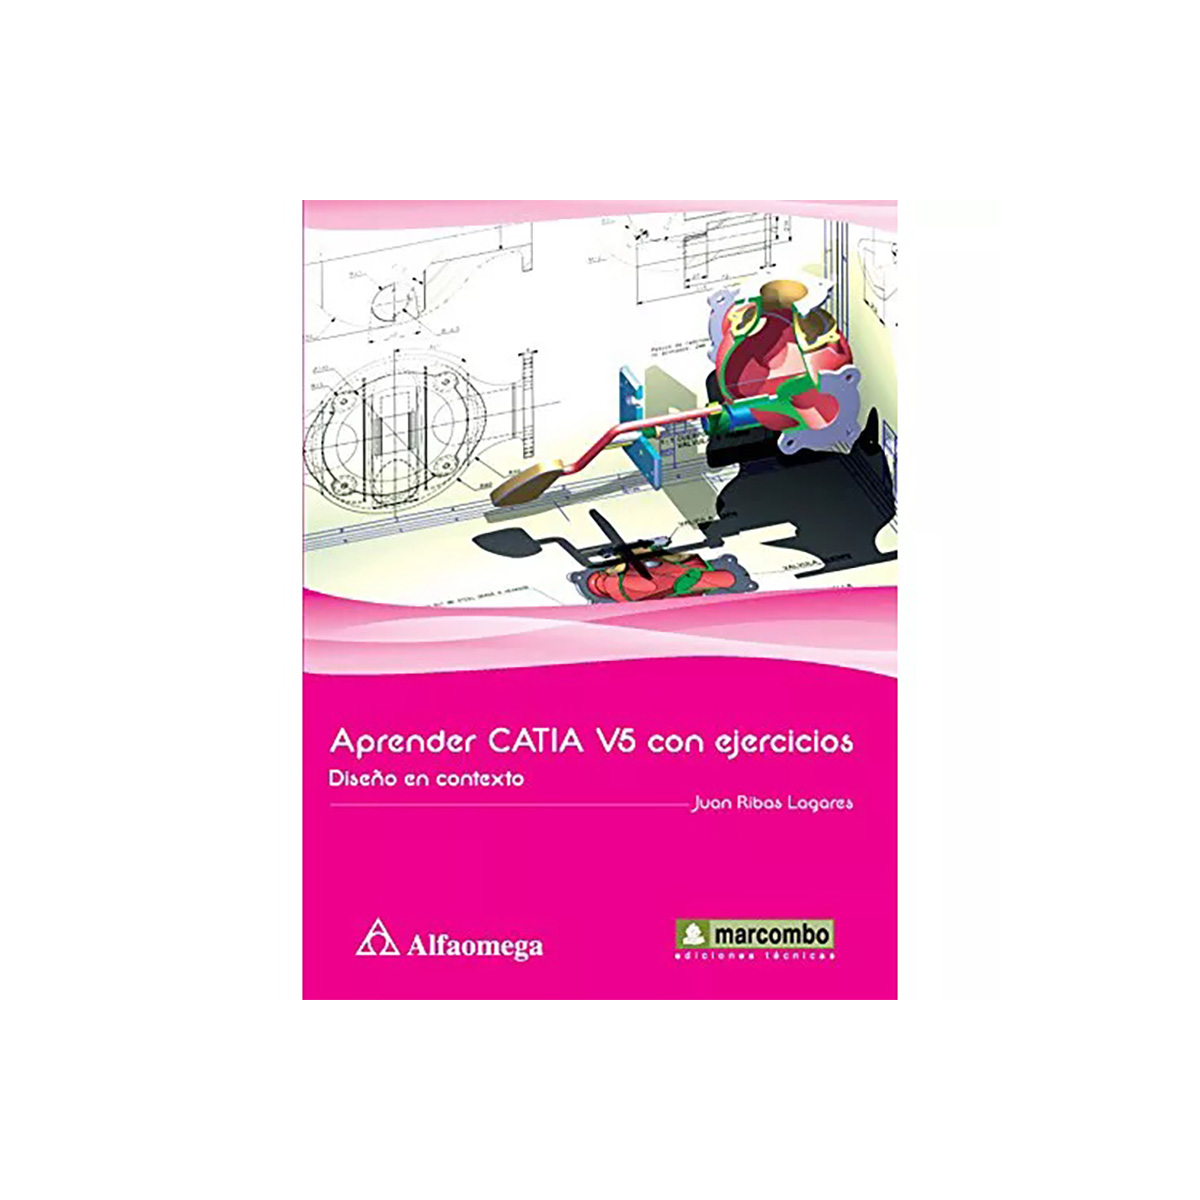 Aprender CATIA V5 con ejercicios
Diseño en contexto
Juan Ribas Lagares
Alfaomega
marcombo
ediciones técnicas